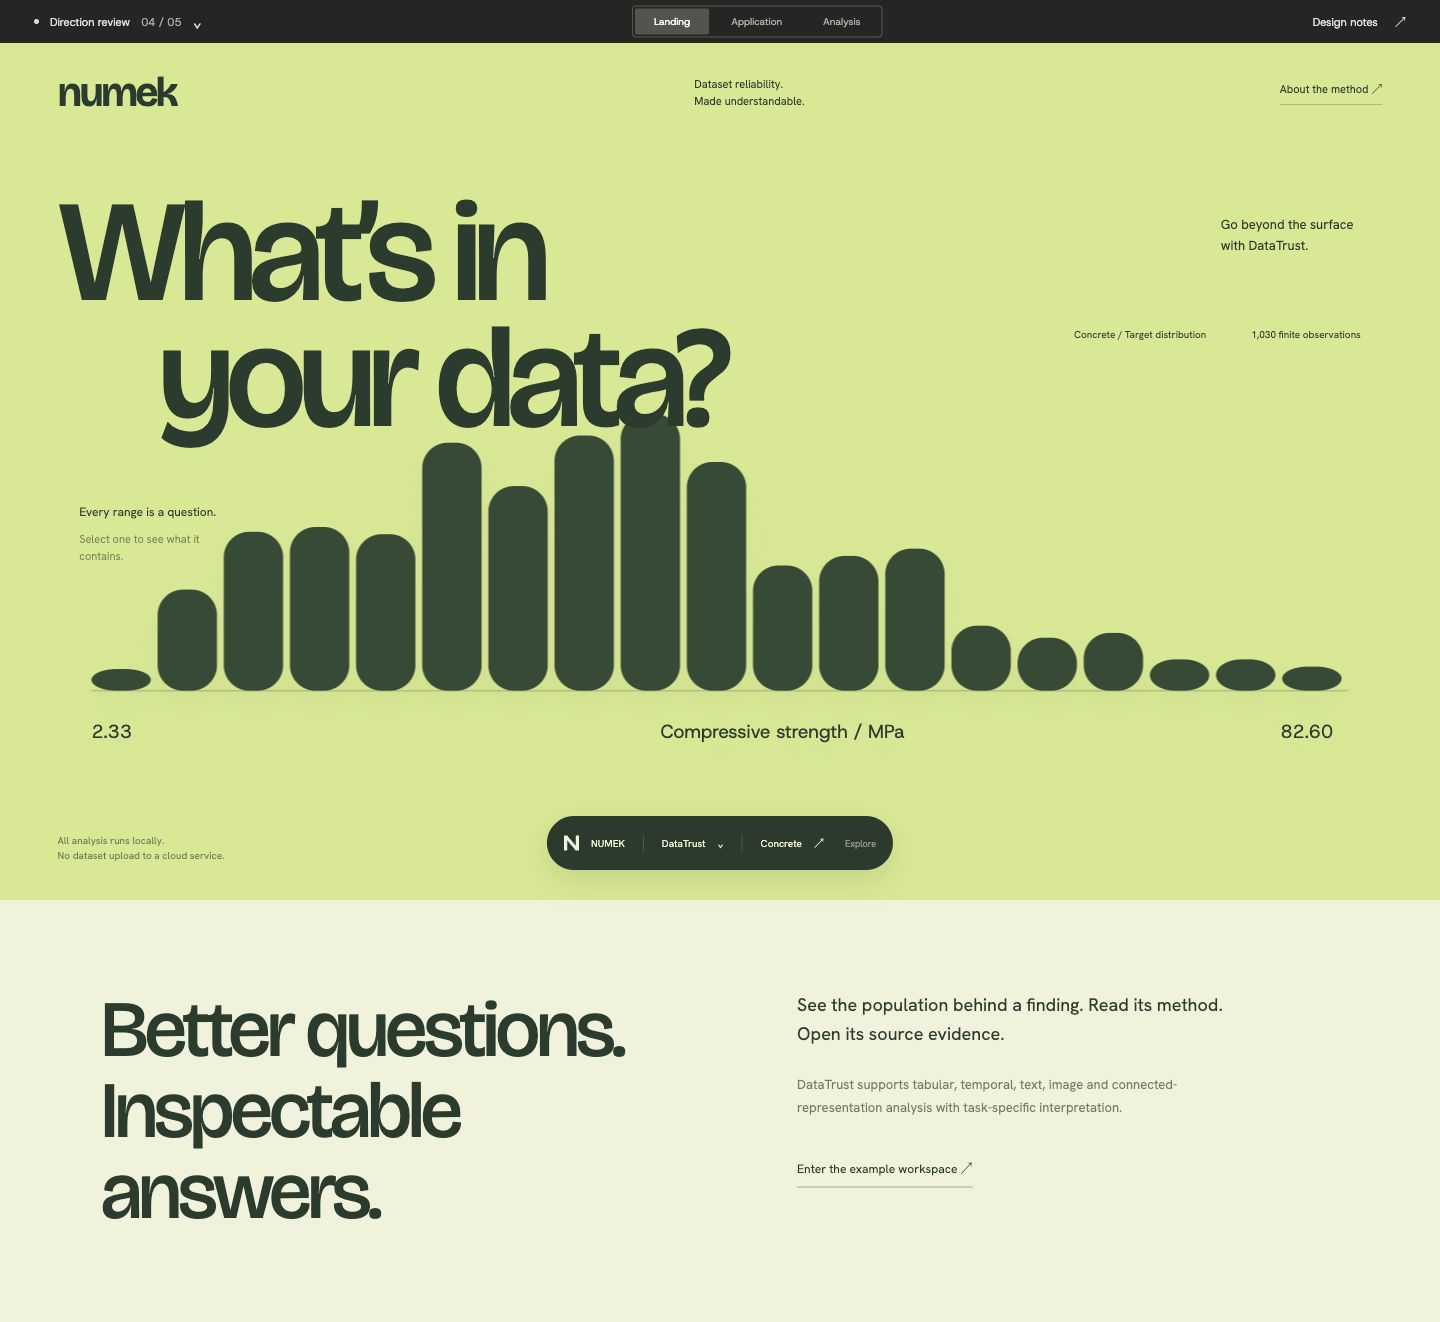 Direction review 04 / 05
Landing Application Analysis
Design notes ↗
numek
Dataset reliability.
Made understandable.
About the method ↗
What's in
your data?
Go beyond the surface
with DataTrust.
Concrete / Target distribution 1,030 finite observations
Every range is a question.
Select one to see what it
contains.
2.33 Compressive strength / MPa 82.60
All analysis runs locally.
No dataset upload to a cloud service.
N NUMEK DataTrust Concrete ↗ Explore
Better questions.
Inspectable
answers.
See the population behind a finding. Read its method.
Open its source evidence.
DataTrust supports tabular, temporal, text, image and connected-
representation analysis with task-specific interpretation.
Enter the example workspace ↗